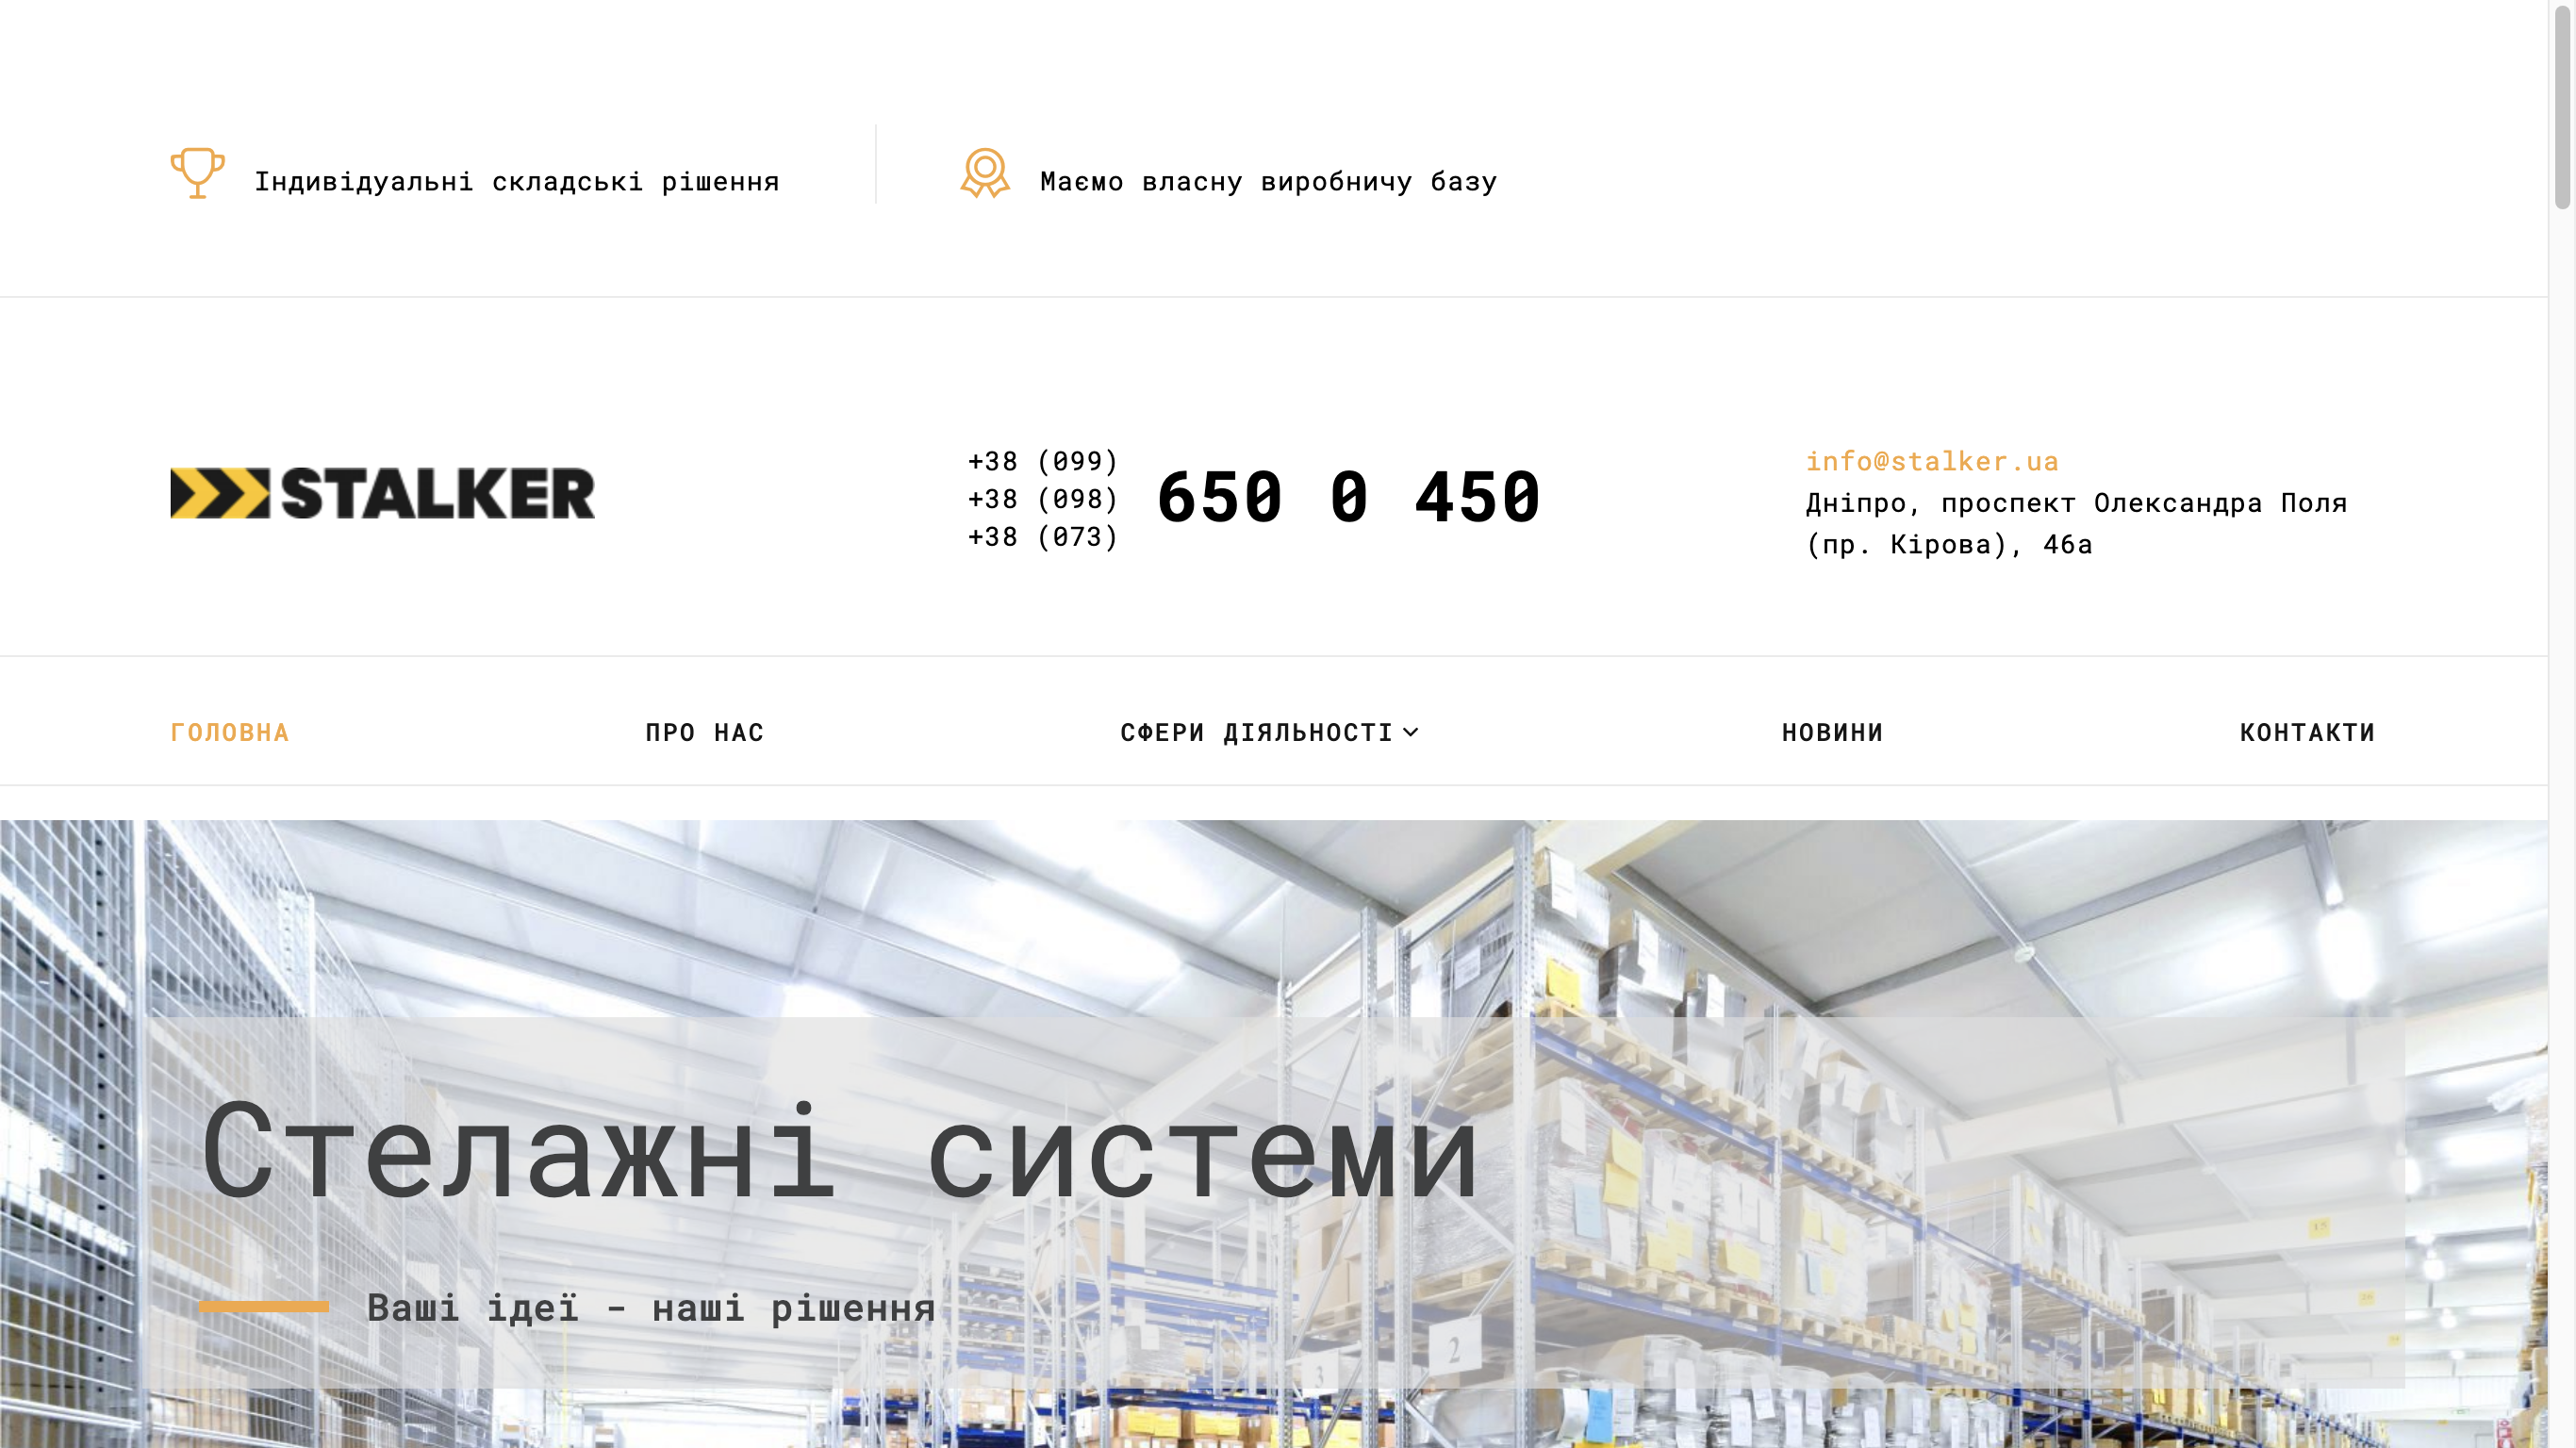 Індивідуальні складські рішення
Маємо власну виробничу базу
STALKER
+38 (099)
+38 (098)
+38 (073)
650 0 450
info@stalker.ua
Дніпро, проспект Олександра Поля
(пр. Кірова), 46а
ГОЛОВНА
ПРО НАС
СФЕРИ ДІЯЛЬНОСТІ
НОВИНИ
КОНТАКТИ
Стелажні системи
Ваші ідеї - наші рішення
2
3
15